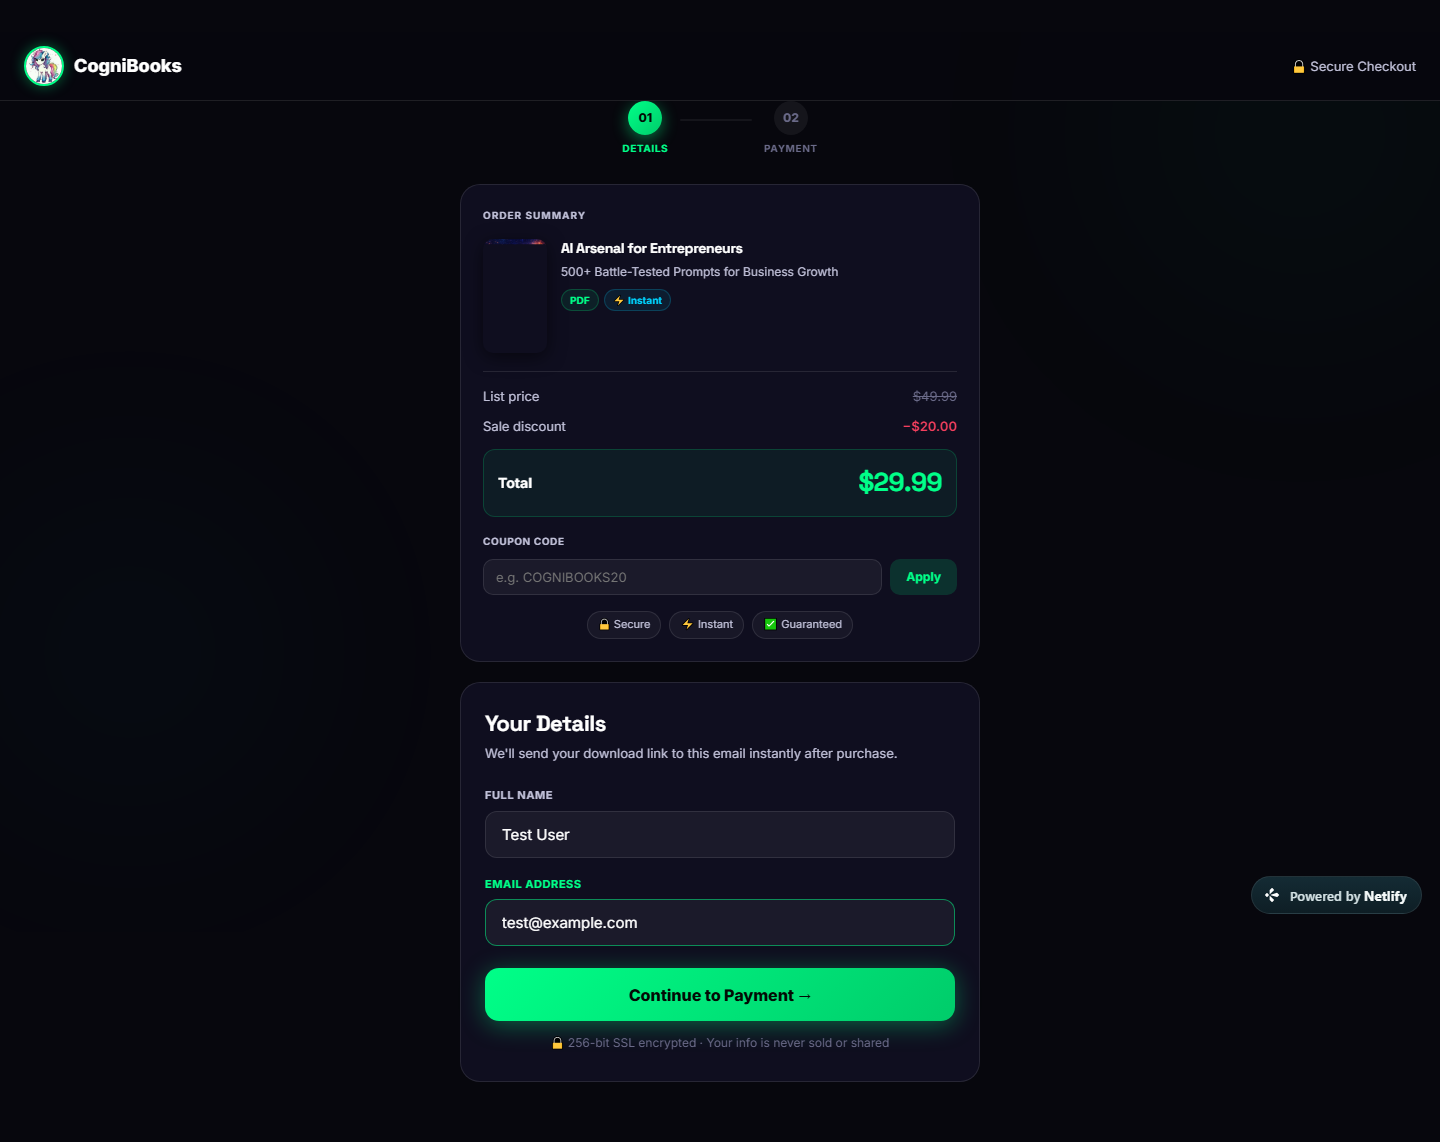 CogniBooks
🔒 Secure Checkout
01
02
DETAILS
PAYMENT
ORDER SUMMARY
AI Arsenal for Entrepreneurs
500+ Battle-Tested Prompts for Business Growth
PDF
⚡ Instant
List price
$49.99
Sale discount
−$20.00
Total
$29.99
COUPON CODE
e.g. COGNIBOOKS20
Apply
🔒 Secure
⚡ Instant
✅ Guaranteed
Your Details
We'll send your download link to this email instantly after purchase.
FULL NAME
Test User
EMAIL ADDRESS
test@example.com
Powered by Netlify
Continue to Payment →
🔒 256-bit SSL encrypted · Your info is never sold or shared